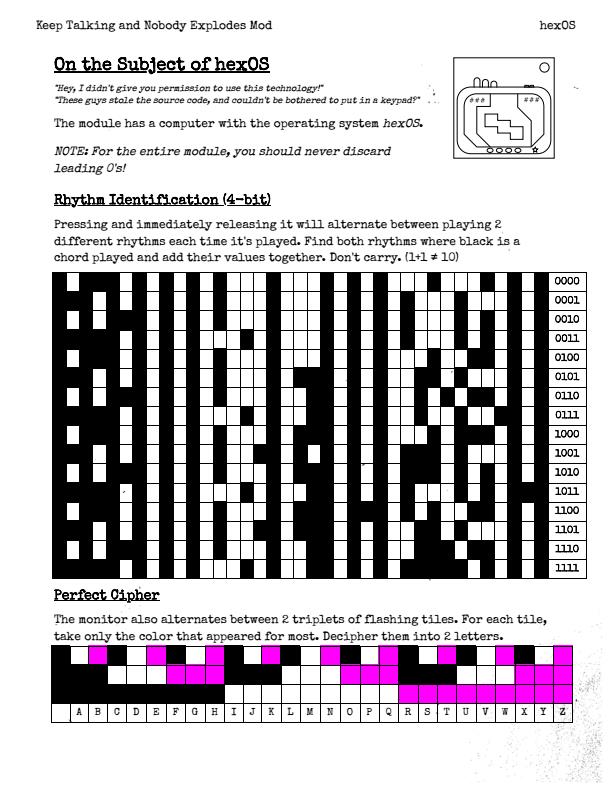 Keep Talking and Nobody Explodes Mod hexOS
On the Subject of hexOS
"Hey, I didn't give you permission to use this technology!"
"These guys stole the source code, and couldn't be bothered to put in a keypad?"
### ###
The module has a computer with the operating system hexOS.
NOTE: For the entire module, you should never discard
leading 0's!
Rhythm Identification (4-bit)
Pressing and immediately releasing it will alternate between playing 2
different rhythms each time it's played. Find both rhythms where black is a
chord played and add their values together. Don't carry. (1+1 ≠ 10)
0000
0001
0010
0011
0100
0101
0110
0111
1000
1001
1010
1011
1100
1101
1110
1111
Perfect Cipher
The monitor also alternates between 2 triplets of flashing tiles. For each tile,
take only the color that appeared for most. Decipher them into 2 letters.
A B C D E F G H I J K L M N O P Q R S T U V W X Y Z